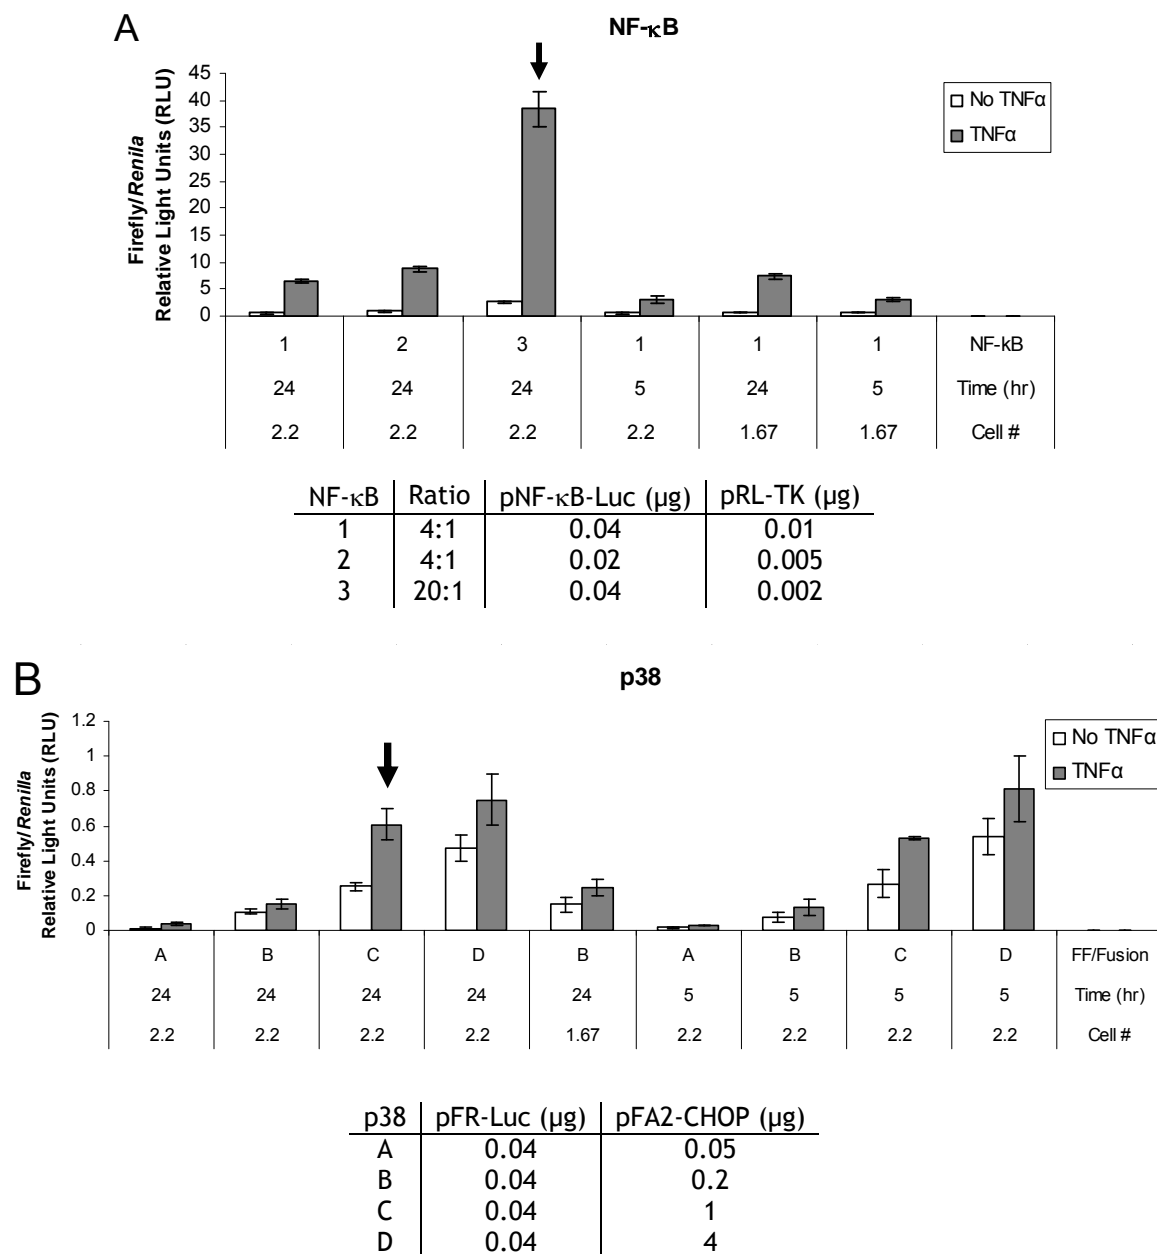 A
NF-κB
Firefly/Renila
Relative Light Units (RLU)
45
40
35
30
25
20
15
10
5
0
No TNFα
TNFα
1 2 3 1 1 1 NF-kB
24 24 24 5 24 5 Time (hr)
2.2 2.2 2.2 2.2 1.67 1.67 Cell #
NF-κB Ratio pNF-κB-Luc (µg) pRL-TK (µg)
1 4:1 0.04 0.01
2 4:1 0.02 0.005
3 20:1 0.04 0.002
B
p38
Firefly/Renilla
Relative Light Units (RLU)
1.2
1
0.8
0.6
0.4
0.2
0
No TNFα
TNFα
A B C D B A B C D FF/Fusion
24 24 24 24 24 5 5 5 5 Time (hr)
2.2 2.2 2.2 2.2 1.67 2.2 2.2 2.2 2.2 Cell #
p38 pFR-Luc (µg) pFA2-CHOP (µg)
A 0.04 0.05
B 0.04 0.2
C 0.04 1
D 0.04 4